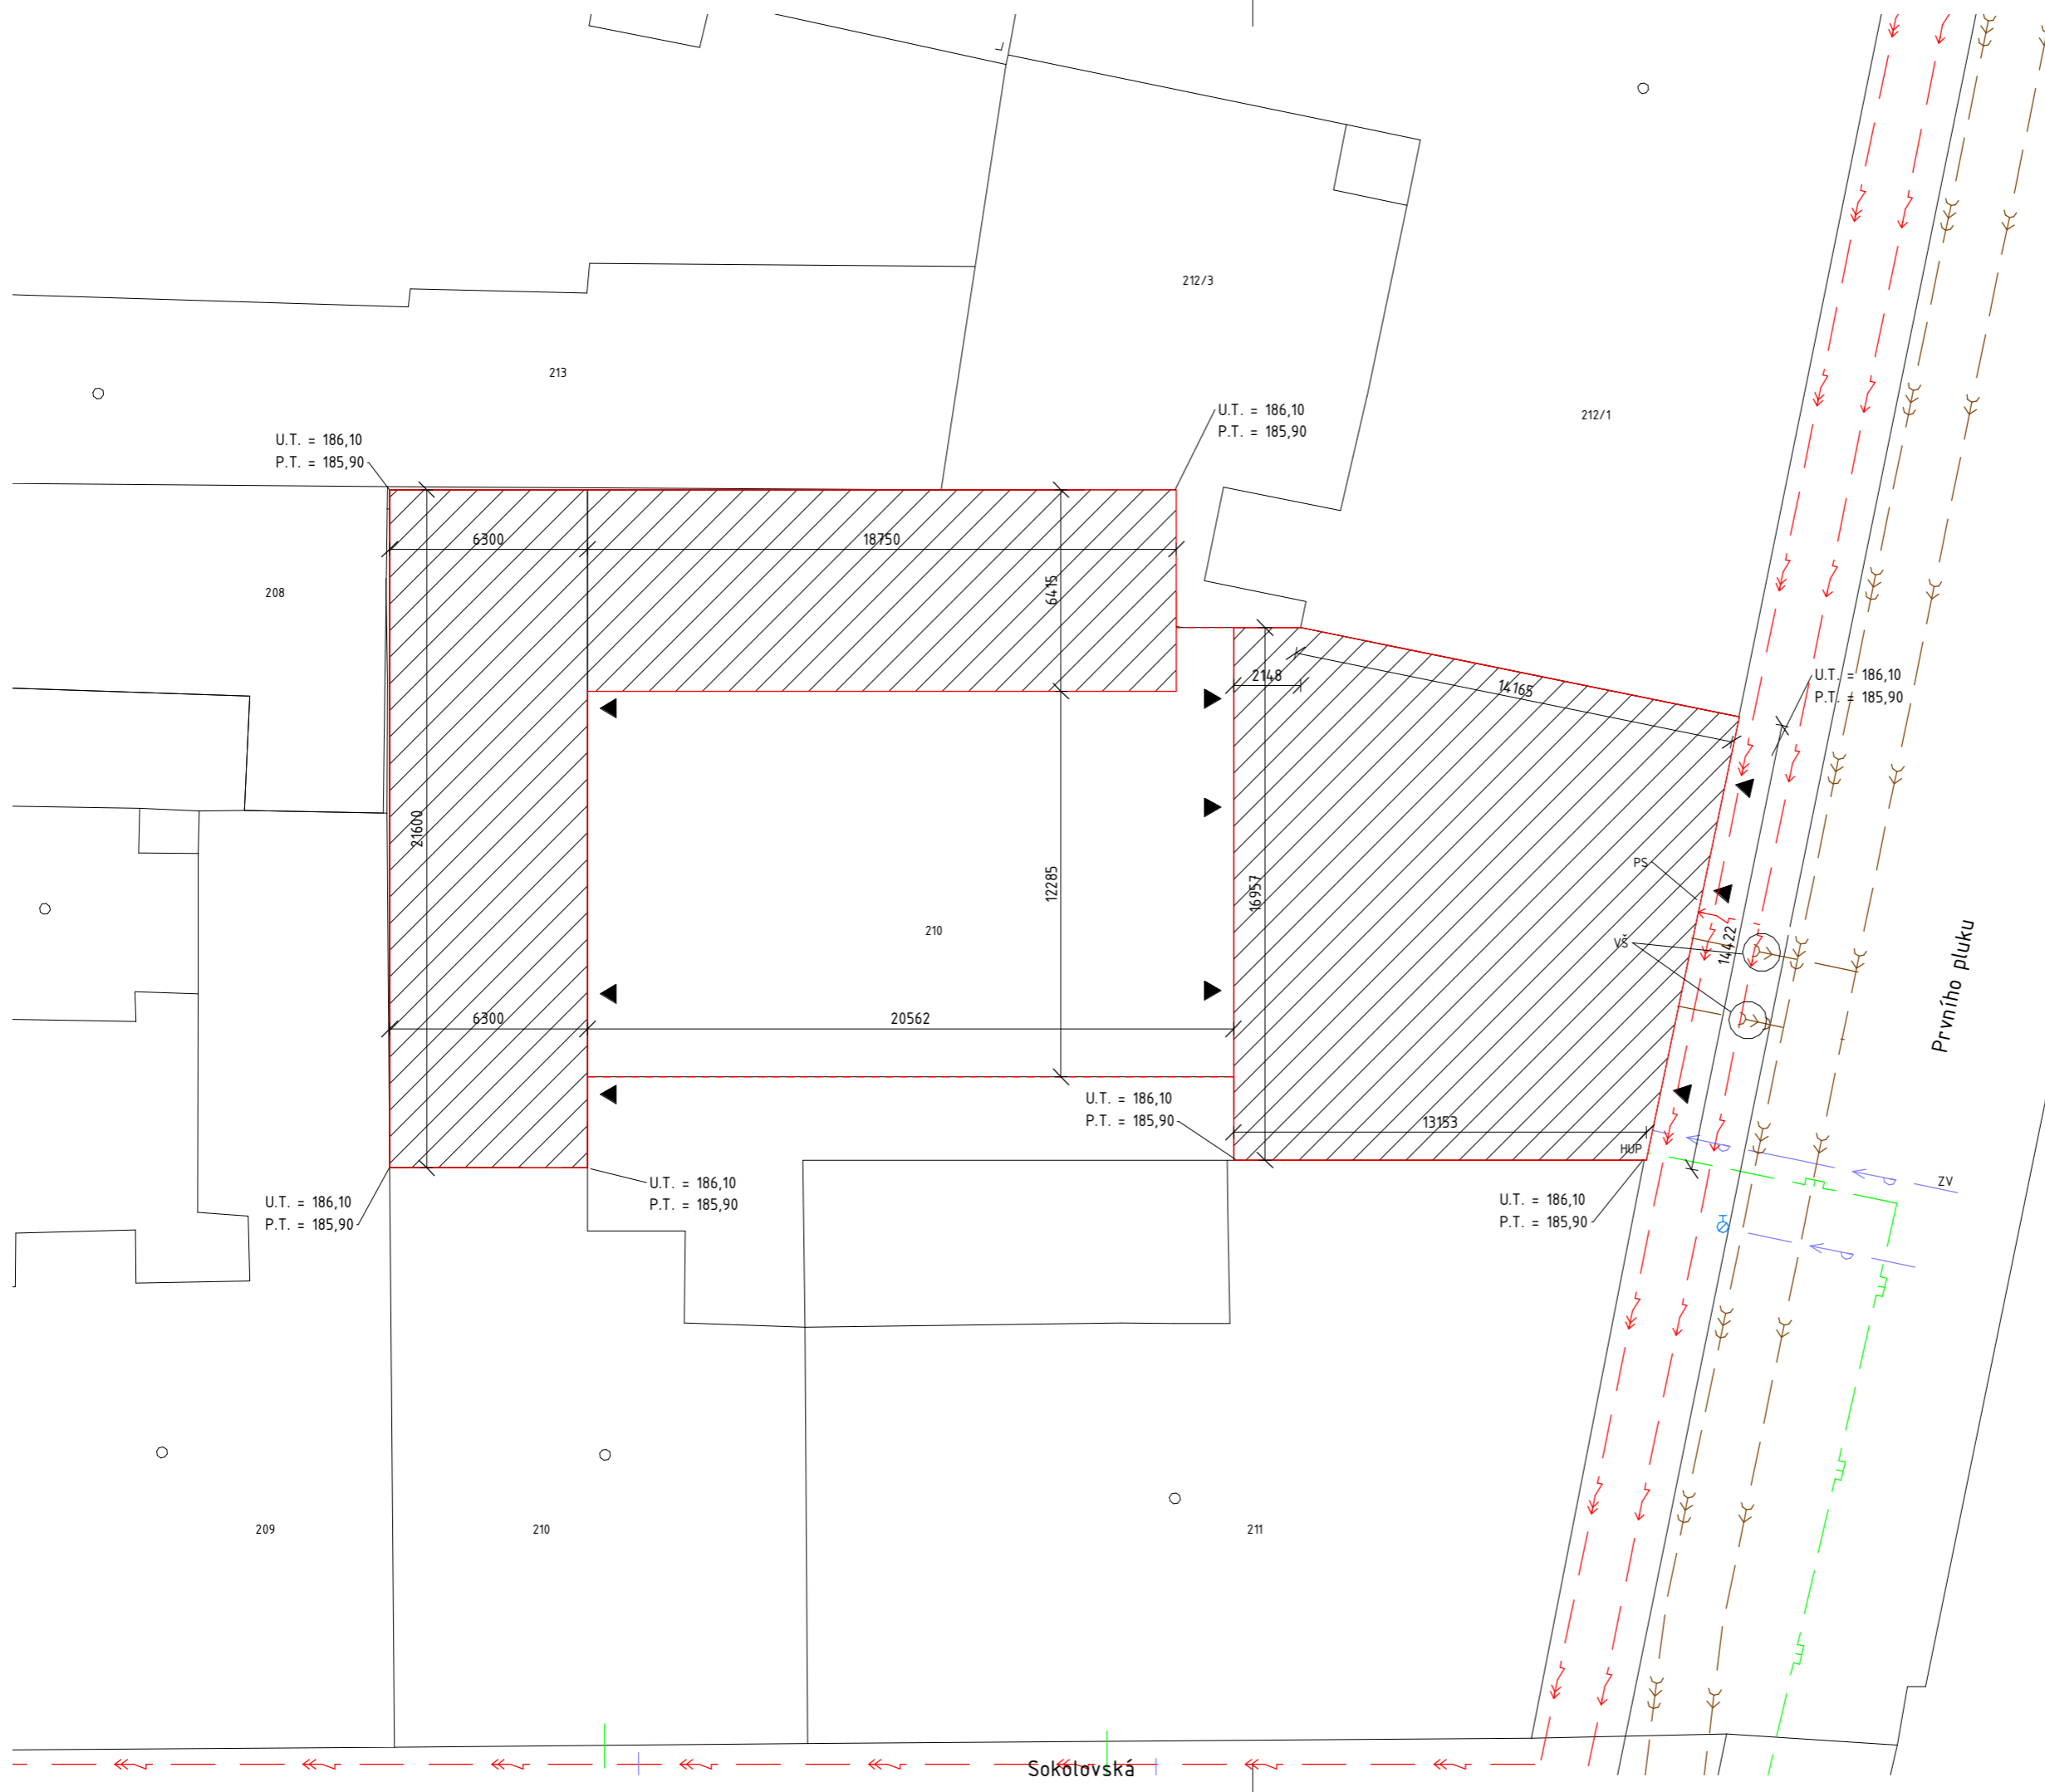 212/3
213
212/1
U.T. = 186,10
P.T. = 185,90
U.T. = 186,10
P.T. = 185,90
6300
18750
6415
208
2148
14165
U.T. = 186,10
P.T. = 185,90
21600
12285
16957
PS
210
14422
VŠ
Prvního pluku
6300
20562
U.T. = 186,10
P.T. = 185,90
13153
HUP
ZV
U.T. = 186,10
P.T. = 185,90
U.T. = 186,10
P.T. = 185,90
U.T. = 186,10
P.T. = 185,90
209
210
211
Sokolovská